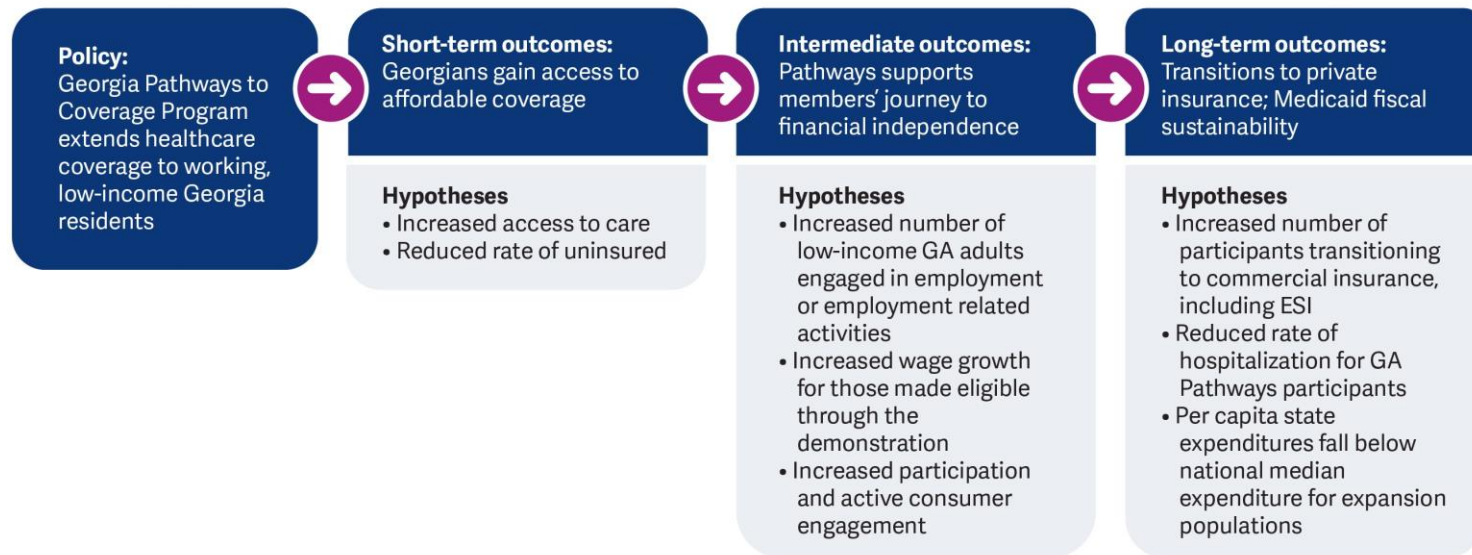 Policy:
Georgia Pathways to
Coverage Program
extends healthcare
coverage to working,
low-income Georgia
residents
Short-term outcomes:
Georgians gain access to
affordable coverage
Hypotheses
• Increased access to care
• Reduced rate of uninsured
Intermediate outcomes:
Pathways supports
members’ journey to
financial independence
Hypotheses
• Increased number of
low-income GA adults
engaged in employment
or employment related
activities
• Increased wage growth
for those made eligible
through the
demonstration
• Increased participation
and active consumer
engagement
Long-term outcomes:
Transitions to private
insurance; Medicaid fiscal
sustainability
Hypotheses
• Increased number of
participants transitioning
to commercial insurance,
including ESI
• Reduced rate of
hospitalization for GA
Pathways participants
• Per capita state
expenditures fall below
national median
expenditure for expansion
populations